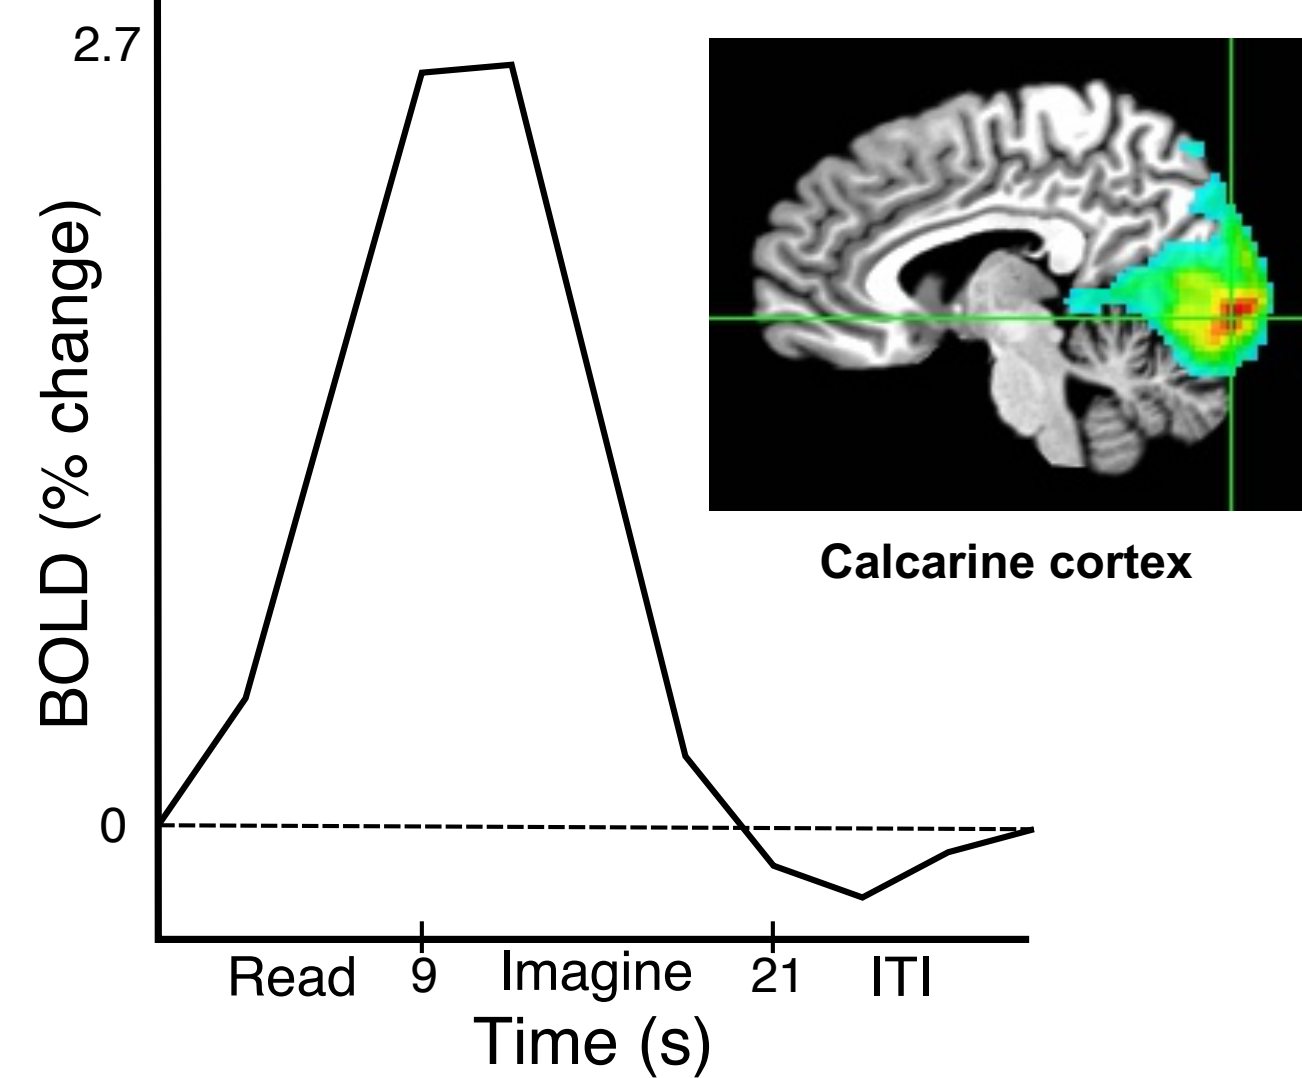 2.7
BOLD (% change)
0
Calcarine cortex
Read 9 Imagine 21 ITI
Time (s)